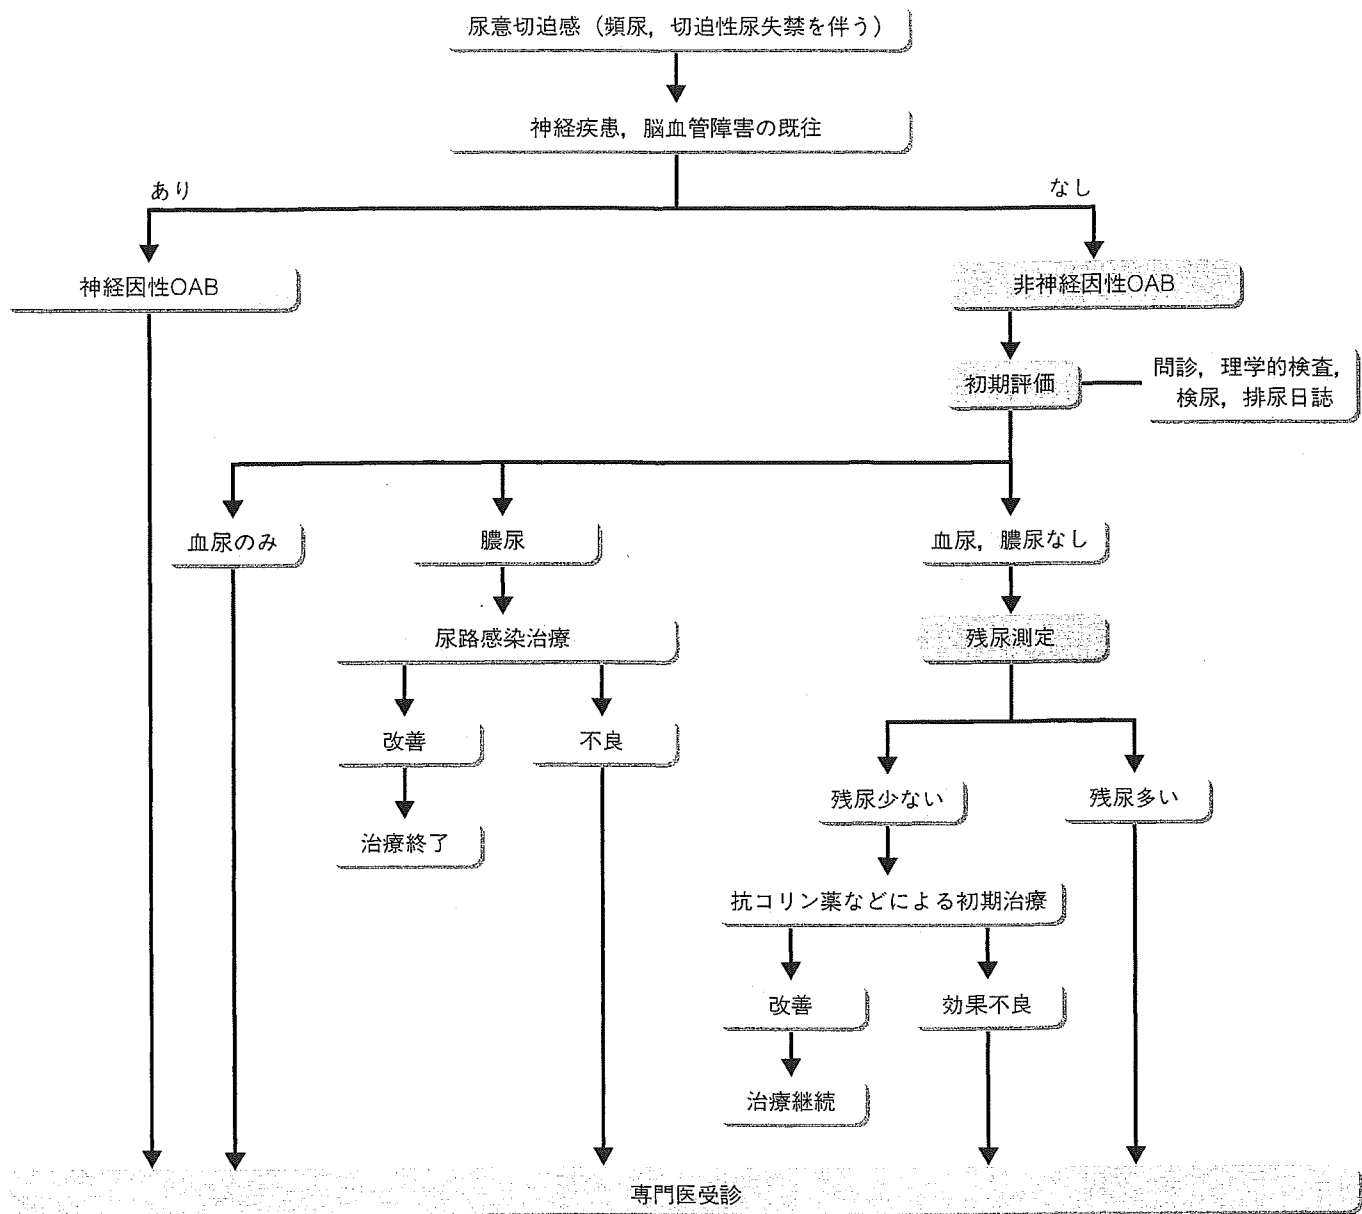 尿意切迫感（頻尿，切迫性尿失禁を伴う）
神経疾患，脳血管障害の既往
あり
なし
神経因性OAB
非神経因性OAB
初期評価
問診，理学的検査，
検尿，排尿日誌
血尿のみ
膿尿
血尿，膿尿なし
尿路感染治療
残尿測定
改善
不良
残尿少ない
残尿多い
治療終了
抗コリン薬などによる初期治療
改善
効果不良
治療継続
専門医受診